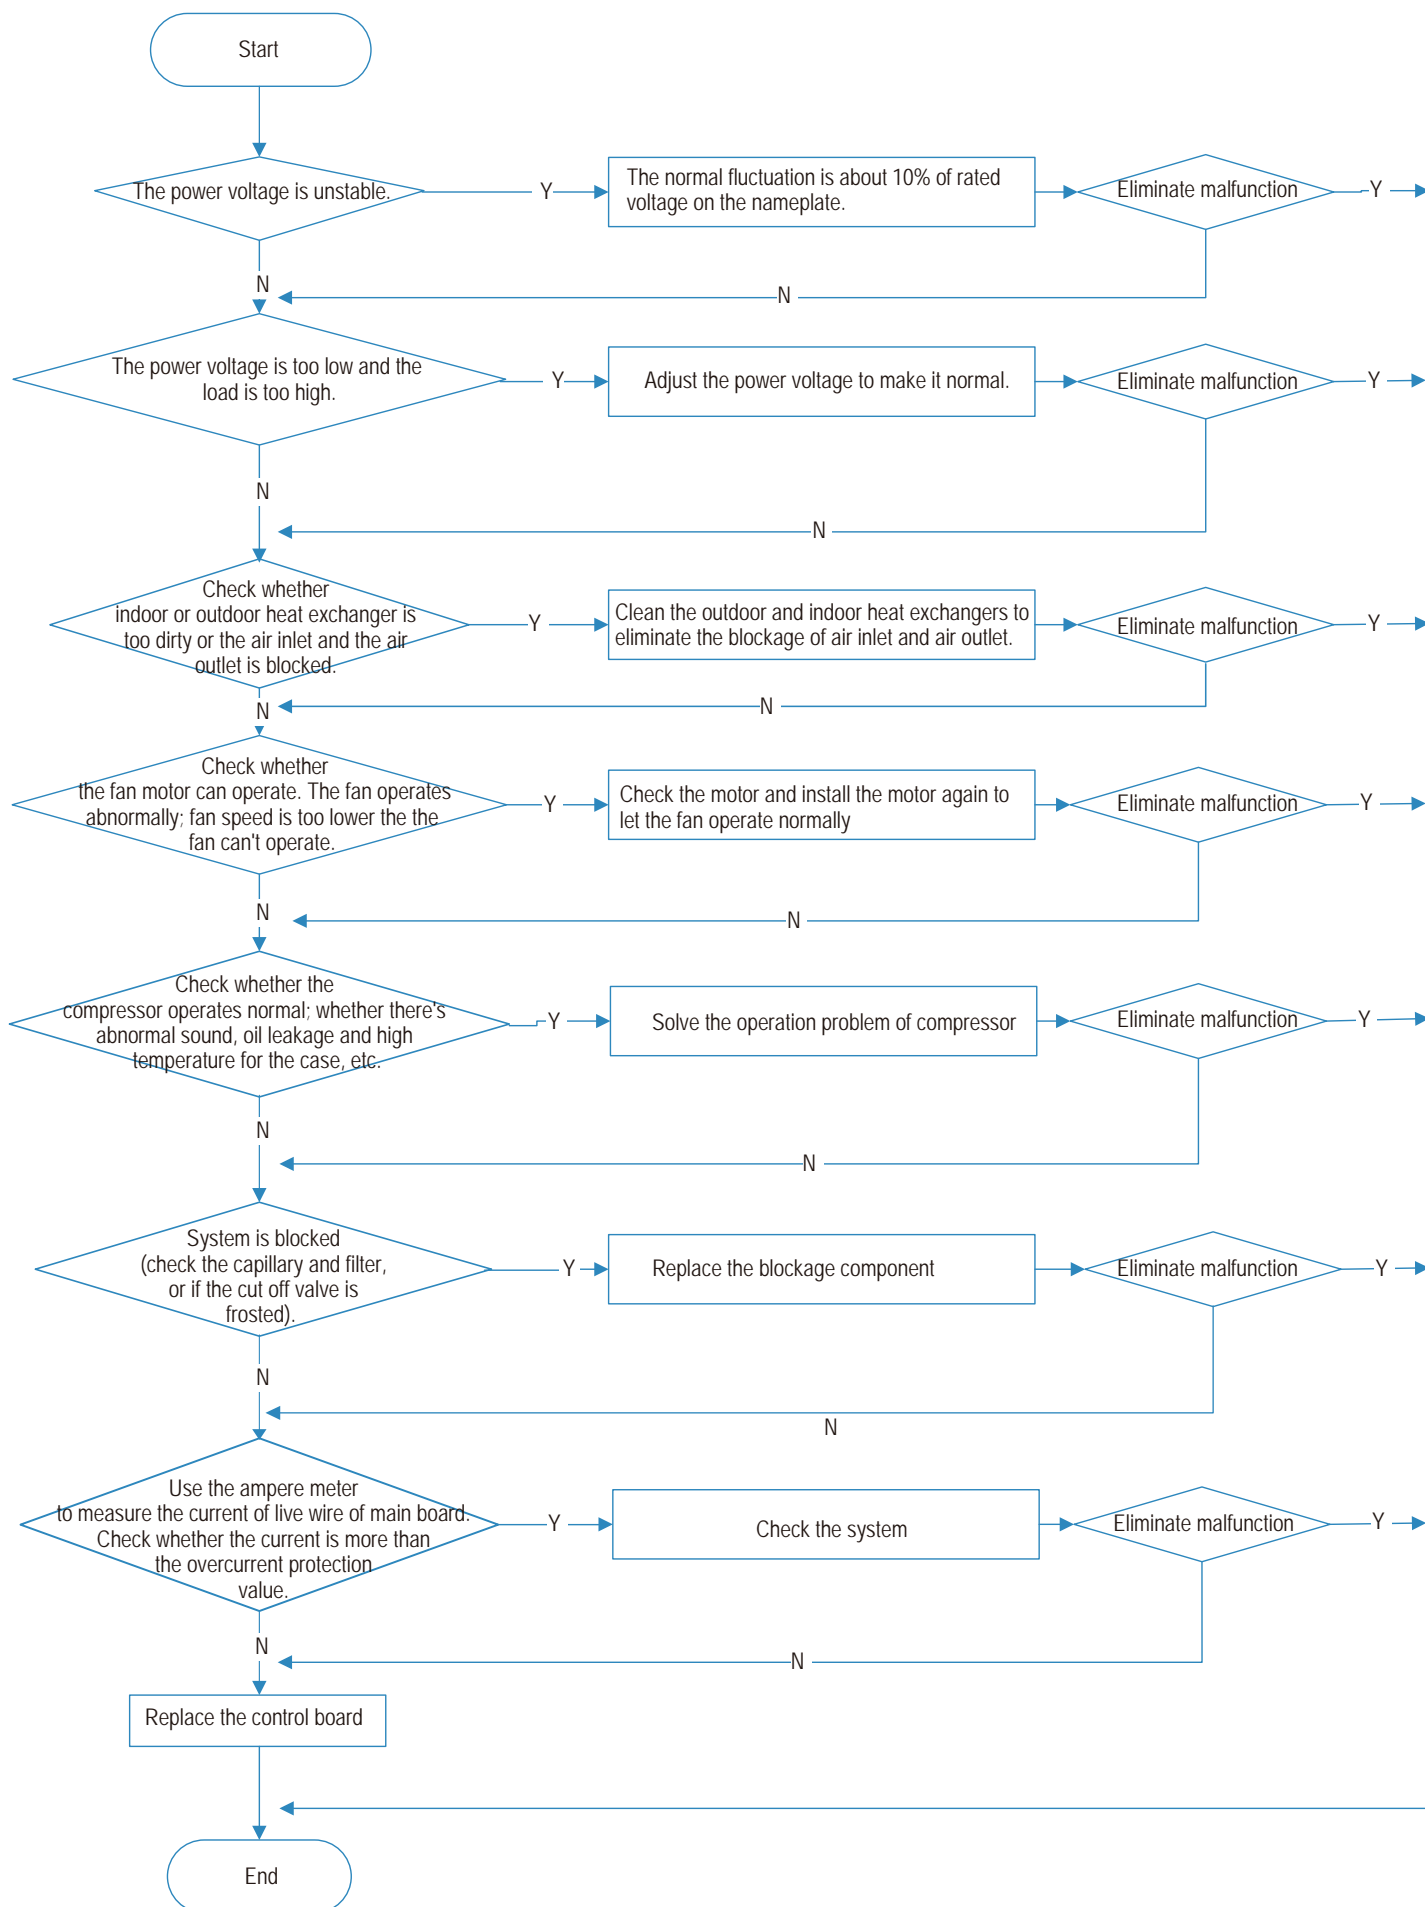 Start
The power voltage is unstable.
Y
The normal fluctuation is about 10% of rated
voltage on the nameplate.
Eliminate malfunction
Y
N
N
The power voltage is too low and the
load is too high.
Y
Adjust the power voltage to make it normal.
Eliminate malfunction
Y
N
N
Check whether
indoor or outdoor heat exchanger is
too dirty or the air inlet and the air
outlet is blocked.
Y
Clean the outdoor and indoor heat exchangers to
eliminate the blockage of air inlet and air outlet.
Eliminate malfunction
Y
N
N
Check whether
the fan motor can operate. The fan operates
abnormally; fan speed is too lower the the
fan can't operate.
Y
Check the motor and install the motor again to
let the fan operate normally
Eliminate malfunction
Y
N
N
Check whether the
compressor operates normal; whether there's
abnormal sound, oil leakage and high
temperature for the case, etc.
Y
Solve the operation problem of compressor
Eliminate malfunction
Y
N
N
System is blocked
(check the capillary and filter,
or if the cut off valve is
frosted).
Y
Replace the blockage component
Eliminate malfunction
Y
N
N
Use the ampere meter
to measure the current of live wire of main board.
Check whether the current is more than
the overcurrent protection
value.
Y
Check the system
Eliminate malfunction
Y
N
N
Replace the control board
End